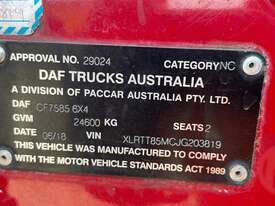 APPROVAL NO. 29024 CATEGORY NC
DAF TRUCKS AUSTRALIA
A DIVISION OF PACCAR AUSTRALIA PTY. LTD.
DAF CF7585 6X4
GVM 24600 KG SEATS 2
DATE 06/18 VIN XLRTT85MCJG203819
THIS VEHICLE WAS MANUFACTURED TO COMPLY
WITH THE MOTOR VEHICLE STANDARDS ACT 1989